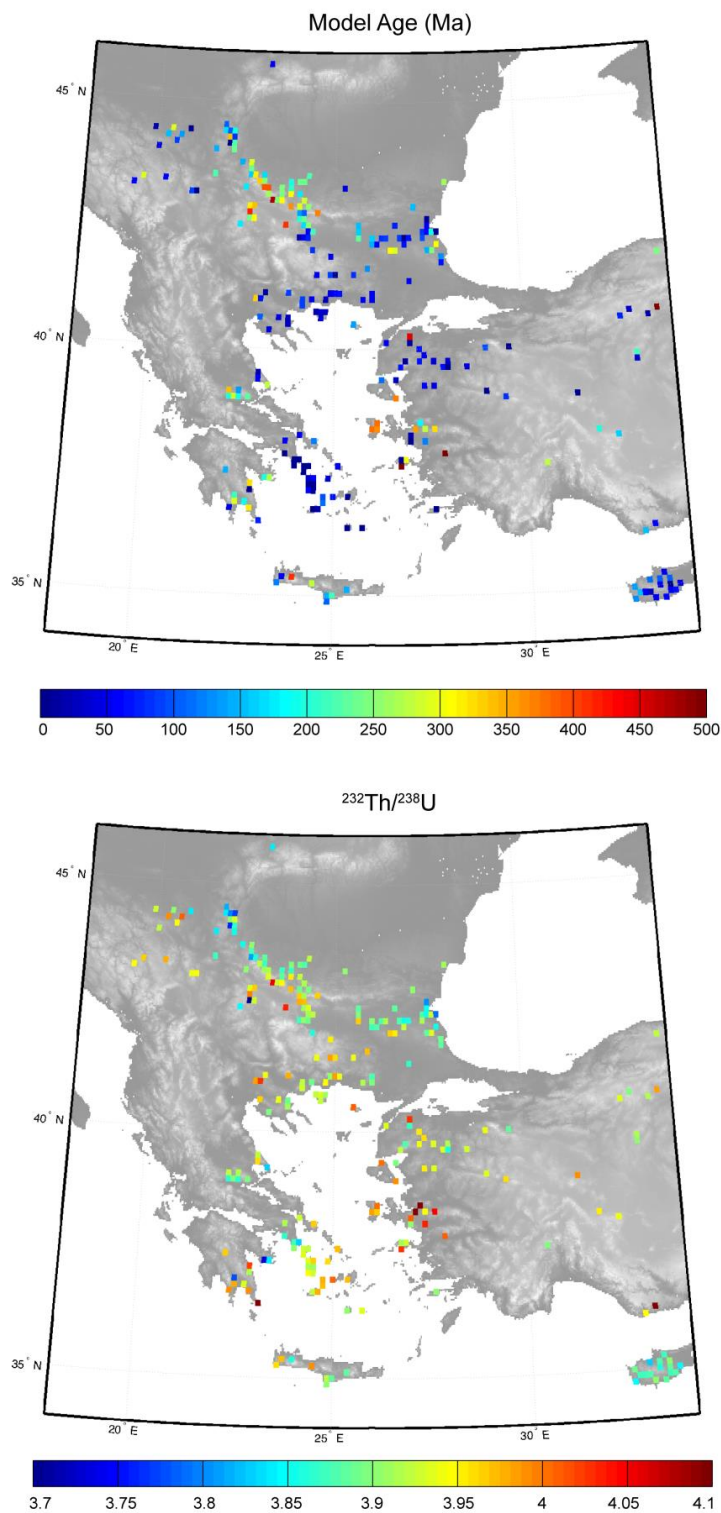 Model Age (Ma)
45° N
40° N
35° N
20° E
25° E
30° E
0 50 100 150 200 250 300 350 400 450 500
²³²Th/²³⁸U
45° N
40° N
35° N
20° E
25° E
30° E
3.7 3.75 3.8 3.85 3.9 3.95 4 4.05 4.1